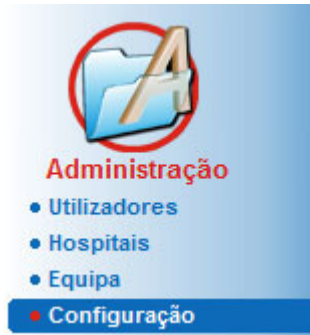 A
Administração
Utilizadores
Hospitais
Equipa
Configuração